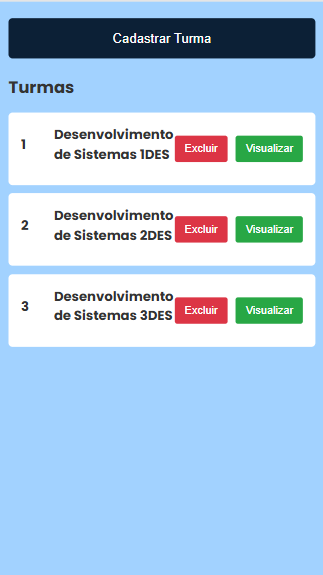 Cadastrar Turma
Turmas
1
Desenvolvimento
de Sistemas 1DES
Excluir
Visualizar
2
Desenvolvimento
de Sistemas 2DES
Excluir
Visualizar
3
Desenvolvimento
de Sistemas 3DES
Excluir
Visualizar